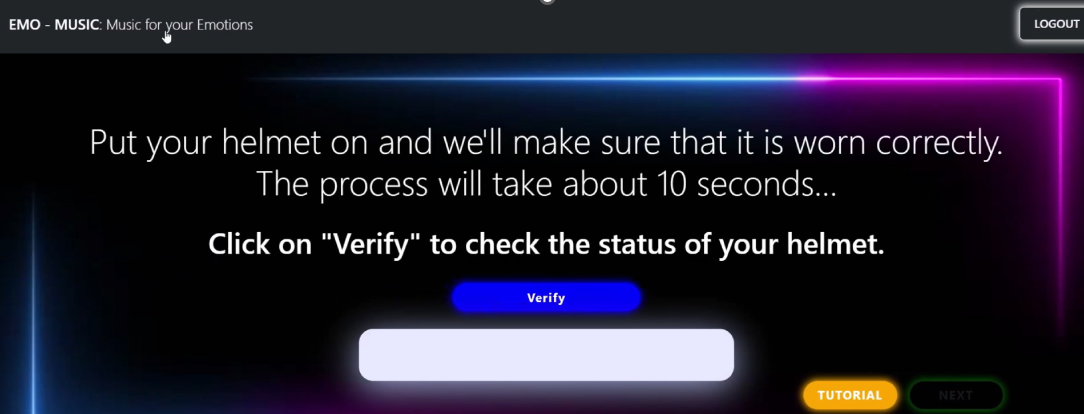 EMO - MUSIC: Music for your Emotions
LOGOUT
Put your helmet on and we'll make sure that it is worn correctly.
The process will take about 10 seconds...
Click on "Verify" to check the status of your helmet.
Verify
TUTORIAL
NEXT